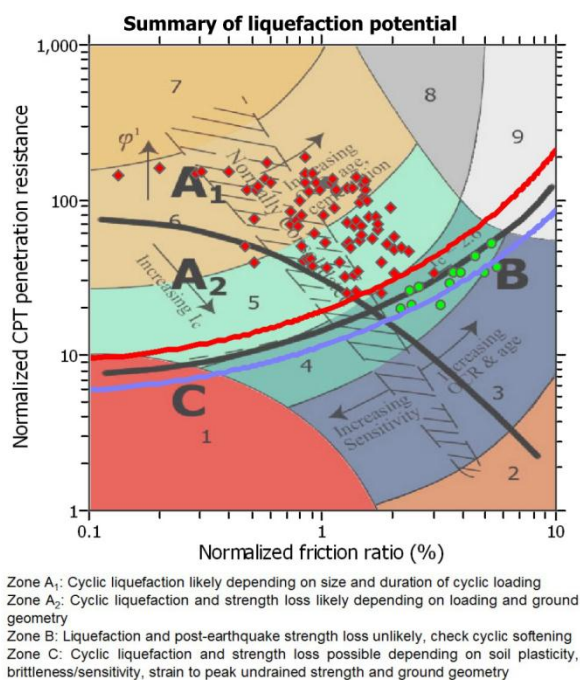 Summary of liquefaction potential
1,000
7
8
9
φ'
Increasing
A1
100
6
Increasing Ic
A2
5
B
10
4
Increasing
OCR & age
C
Increasing
Sensitivity
3
1
2
1
0.1
1
10
Normalized CPT penetration resistance
Normalized friction ratio (%)
Zone A1: Cyclic liquefaction likely depending on size and duration of cyclic loading
Zone A2: Cyclic liquefaction and strength loss likely depending on loading and ground
geometry
Zone B: Liquefaction and post-earthquake strength loss unlikely, check cyclic softening
Zone C: Cyclic liquefaction and strength loss possible depending on soil plasticity,
brittleness/sensitivity, strain to peak undrained strength and ground geometry